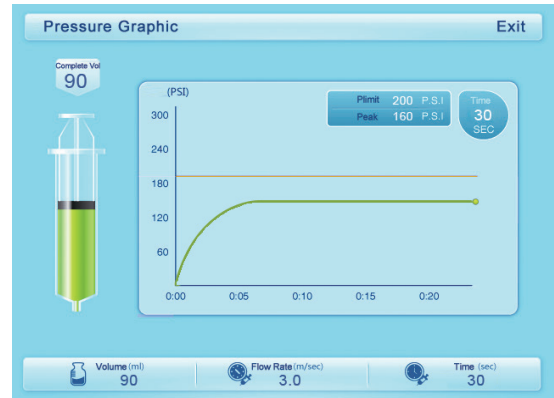 Pressure Graphic
Exit
Complete Vol
90
(PSI)
Plimit 200 P.S.I
Peak 160 P.S.I
Time
30
SEC
300
240
180
120
60
0:00 0:05 0:10 0:15 0:20
Volume (ml)
90
Flow Rate (m/sec)
3.0
Time (sec)
30